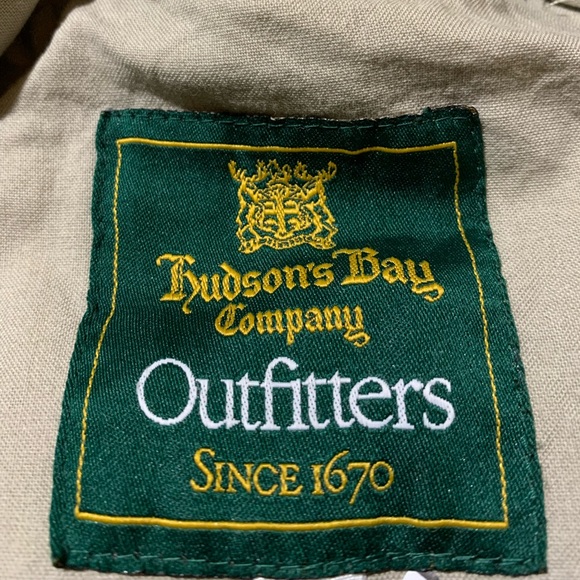 Hudson's Bay
Company
Outfitters
SINCE 1670